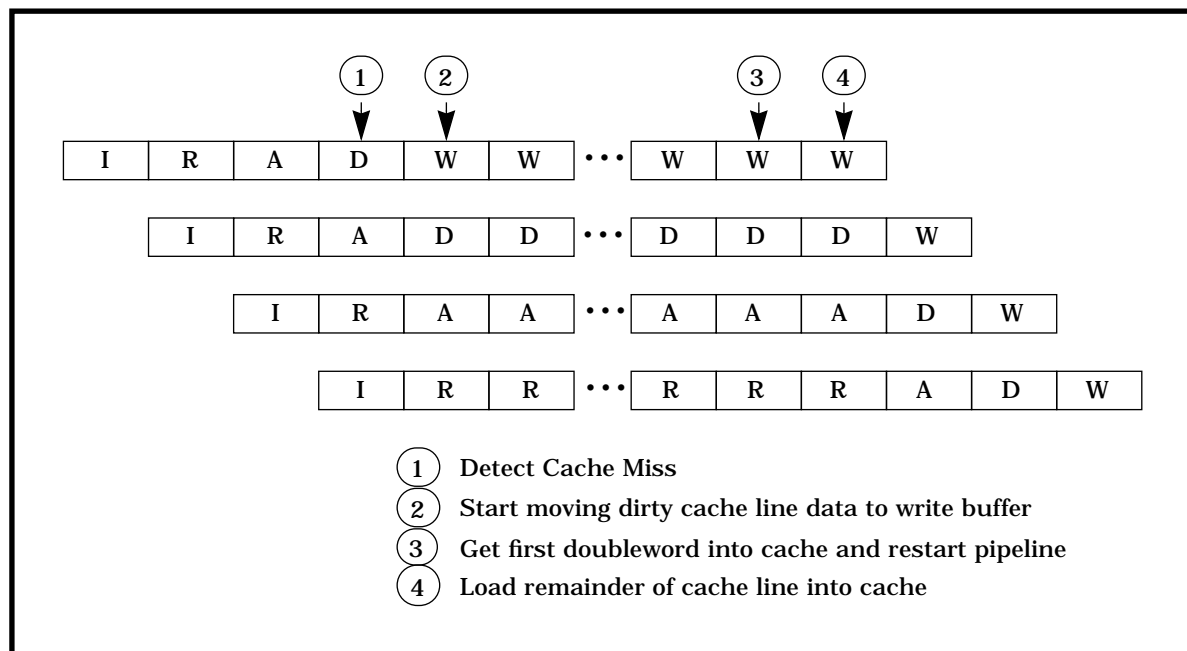 1 2 3 4
I R A D W W ••• W W W
I R A D D ••• D D D W
I R A A ••• A A A D W
I R R ••• R R R A D W
1 Detect Cache Miss
2 Start moving dirty cache line data to write buffer
3 Get first doubleword into cache and restart pipeline
4 Load remainder of cache line into cache